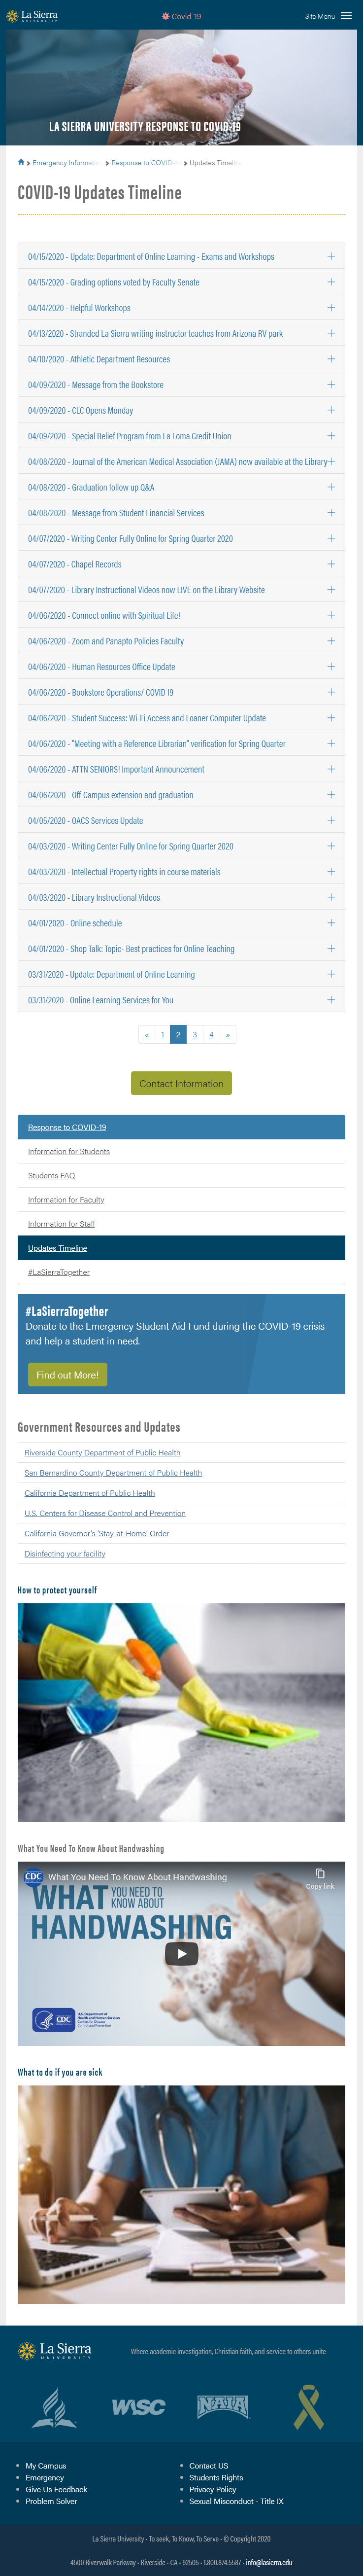 La Sierra
UNIVERSITY
Covid-19
Site Menu
LA SIERRA UNIVERSITY RESPONSE TO COVID-19
Emergency Information
Response to COVID-19
Updates Timeline
COVID-19 Updates Timeline
04/15/2020 - Update: Department of Online Learning - Exams and Workshops
04/15/2020 - Grading options voted by Faculty Senate
04/14/2020 - Helpful Workshops
04/13/2020 - Stranded La Sierra writing instructor teaches from Arizona RV park
04/10/2020 - Athletic Department Resources
04/09/2020 - Message from the Bookstore
04/09/2020 - CLC Opens Monday
04/09/2020 - Special Relief Program from La Loma Credit Union
04/08/2020 - Journal of the American Medical Association (JAMA) now available at the Library
04/08/2020 - Graduation follow up Q&A
04/08/2020 - Message from Student Financial Services
04/07/2020 - Writing Center Fully Online for Spring Quarter 2020
04/07/2020 - Chapel Records
04/07/2020 - Library Instructional Videos now LIVE on the Library Website
04/06/2020 - Connect online with Spiritual Life!
04/06/2020 - Zoom and Panapto Policies Faculty
04/06/2020 - Human Resources Office Update
04/06/2020 - Bookstore Operations/ COVID 19
04/06/2020 - Student Success: Wi-Fi Access and Loaner Computer Update
04/06/2020 - "Meeting with a Reference Librarian" verification for Spring Quarter
04/06/2020 - ATTN SENIORS! Important Announcement
04/06/2020 - Off-Campus extension and graduation
04/05/2020 - OACS Services Update
04/03/2020 - Writing Center Fully Online for Spring Quarter 2020
04/03/2020 - Intellectual Property rights in course materials
04/03/2020 - Library Instructional Videos
04/01/2020 - Online schedule
04/01/2020 - Shop Talk: Topic- Best practices for Online Teaching
03/31/2020 - Update: Department of Online Learning
03/31/2020 - Online Learning Services for You
« 1 2 3 4 »
Contact Information
Response to COVID-19
Information for Students
Students FAQ
Information for Faculty
Information for Staff
Updates Timeline
#LaSierraTogether
#LaSierraTogether
Donate to the Emergency Student Aid Fund during the COVID-19 crisis
and help a student in need.
Find out More!
Government Resources and Updates
Riverside County Department of Public Health
San Bernardino County Department of Public Health
California Department of Public Health
U.S. Centers for Disease Control and Prevention
California Governor's 'Stay-at-Home' Order
Disinfecting your facility
How to protect yourself
What You Need To Know About Handwashing
CDC
What You Need To Know About Handwashing
Copy link
WHAT YOU NEED TO
KNOW ABOUT
HANDWASHING
CDC
What to do if you are sick
La Sierra
UNIVERSITY
Where academic investigation, Christian faith, and service to others unite
WSC
NATA
My Campus
Emergency
Give Us Feedback
Problem Solver
Contact US
Students Rights
Privacy Policy
Sexual Misconduct - Title IX
La Sierra University - To seek, To Know, To Serve - © Copyright 2020
4500 Riverwalk Parkway - Riverside - CA - 92505 - 1.800.874.5587 - info@lasierra.edu